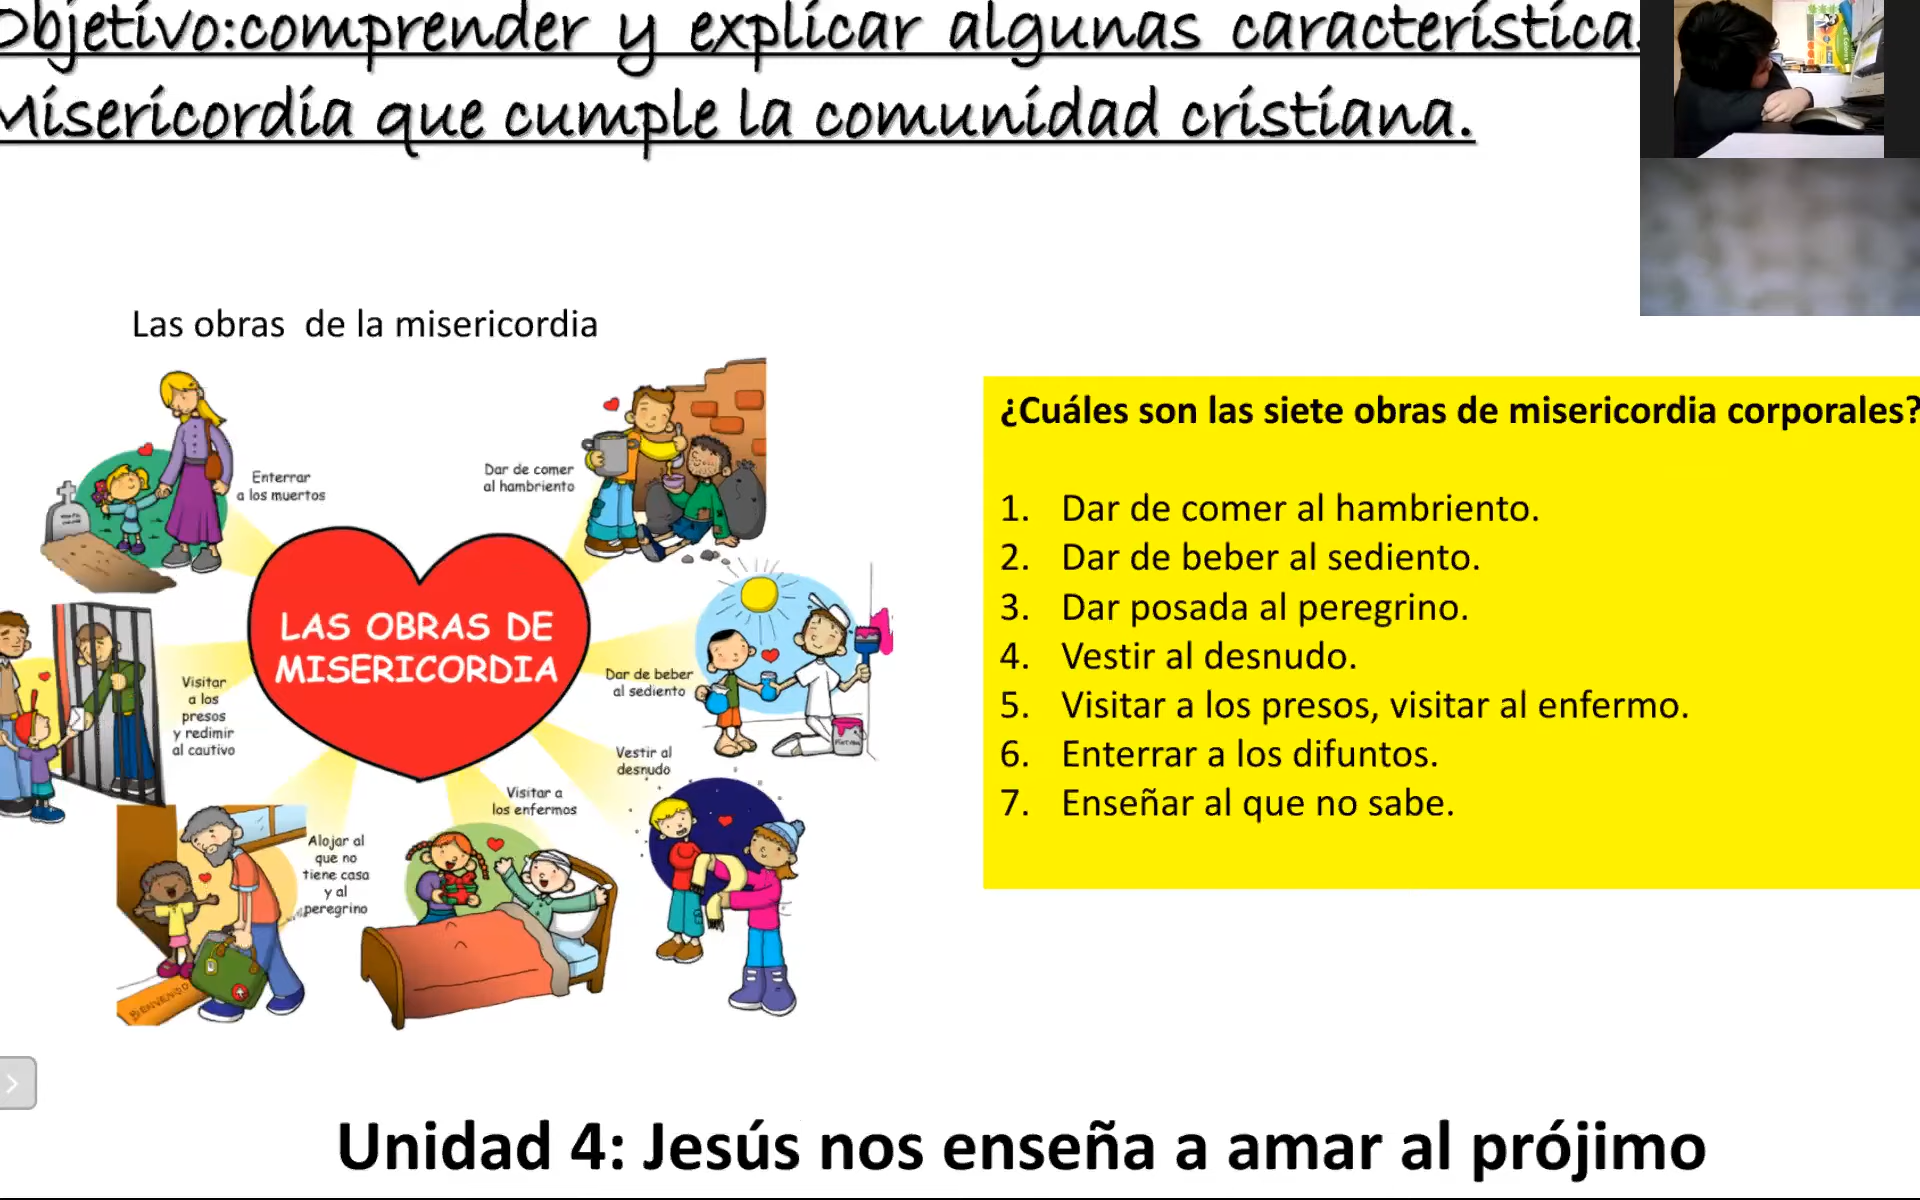 Objetivo:comprender y explicar algunas característica
Misericordia que cumple la comunidad cristiana.
Las obras de la misericordia
Enterrar
a los muertos
Dar de comer
al hambriento
LAS OBRAS DE
MISERICORDIA
Dar de beber
al sediento
Visitar
a los
presos
y redimir
al cautivo
Vestir al
desnudo
Visitar a
los enfermos
Alojar al
que no
tiene casa
y al
peregrino
BIENVENIDO
¿Cuáles son las siete obras de misericordia corporales?
1. Dar de comer al hambriento.
2. Dar de beber al sediento.
3. Dar posada al peregrino.
4. Vestir al desnudo.
5. Visitar a los presos, visitar al enfermo.
6. Enterrar a los difuntos.
7. Enseñar al que no sabe.
Unidad 4: Jesús nos enseña a amar al prójimo